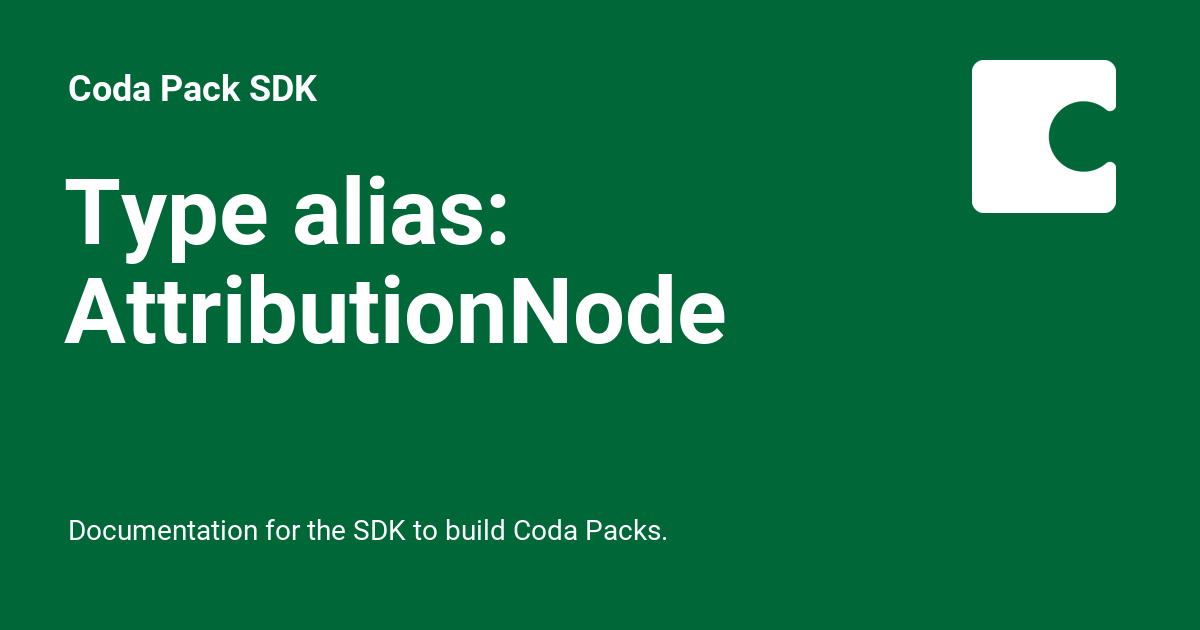 Coda Pack SDK
Type alias:
AttributionNode
Documentation for the SDK to build Coda Packs.